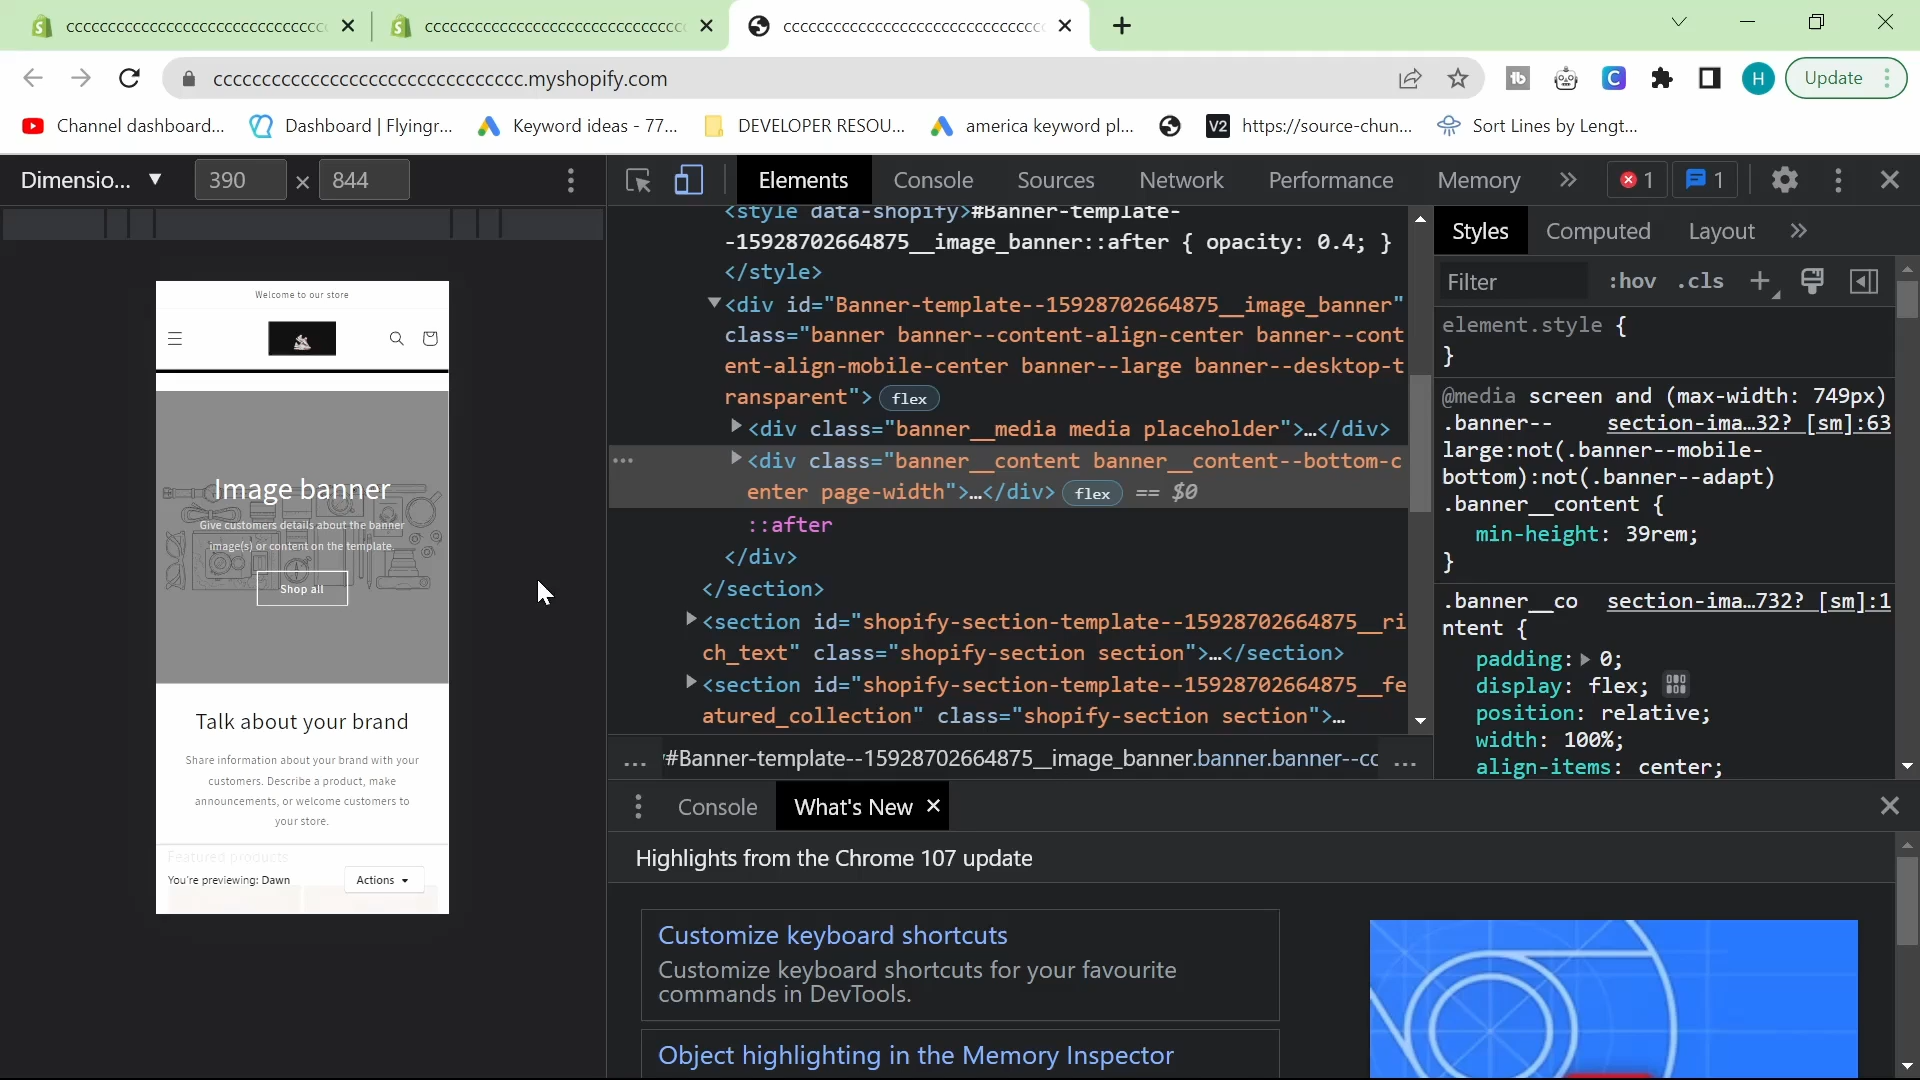 ccccccccccccccccccccccccccccccccc
ccccccccccccccccccccccccccccccccc
ccccccccccccccccccccccccccccccccc
ccccccccccccccccccccccccccccccccc.myshopify.com
Update
Channel dashboard...
Dashboard | Flyingr...
Keyword ideas - 77...
DEVELOPER RESOU...
america keyword pl...
V2
https://source-chun...
Sort Lines by Lengt...
Dimensio...
390
×
844
Elements
Console
Sources
Network
Performance
Memory
1
1
Welcome to our store
Image banner
Give customers details about the banner
image(s) or content on the template.
Shop all
Talk about your brand
Share information about your brand with your
customers. Describe a product, make
announcements, or welcome customers to
your store.
Featured products
You're previewing: Dawn
Actions
<style data-shopify>#Banner-template-
-15928702664875__image_banner::after { opacity: 0.4; }
</style>
<div id="Banner-template--15928702664875__image_banner"
class="banner banner--content-align-center banner--cont
ent-align-mobile-center banner--large banner--desktop-t
ransparent"> flex
<div class="banner__media media placeholder">…</div>
<div class="banner__content banner__content--bottom-c
enter page-width">…</div> flex == $0
::after
</div>
</section>
<section id="shopify-section-template--15928702664875__ri
ch_text" class="shopify-section section">…</section>
<section id="shopify-section-template--15928702664875__fe
atured_collection" class="shopify-section section">…
... #Banner-template--15928702664875__image_banner.banner.banner--cc ...
Styles
Computed
Layout
Filter
:hov
.cls
element.style {
}
@media screen and (max-width: 749px)
.banner-- section-ima…32? [sm]:63
large:not(.banner--mobile-
bottom):not(.banner--adapt)
.banner__content {
min-height: 39rem;
}
.banner__co section-ima…732? [sm]:1
ntent {
padding: 0;
display: flex;
position: relative;
width: 100%;
align-items: center;
Console
What's New
Highlights from the Chrome 107 update
Customize keyboard shortcuts
Customize keyboard shortcuts for your favourite
commands in DevTools.
Object highlighting in the Memory Inspector